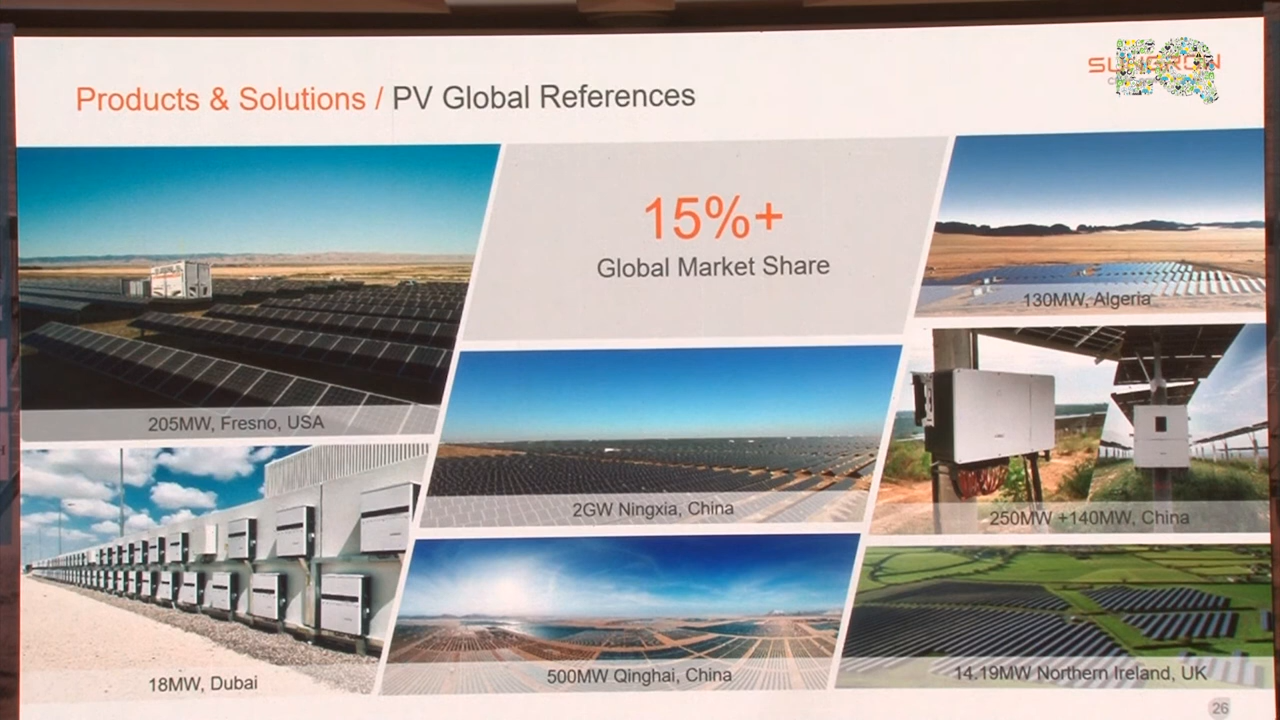 Products & Solutions / PV Global References
EQ
205MW, Fresno, USA
15%+
Global Market Share
130MW, Algeria
2GW Ningxia, China
250MW +140MW, China
18MW, Dubai
500MW Qinghai, China
14.19MW Northern Ireland, UK
26